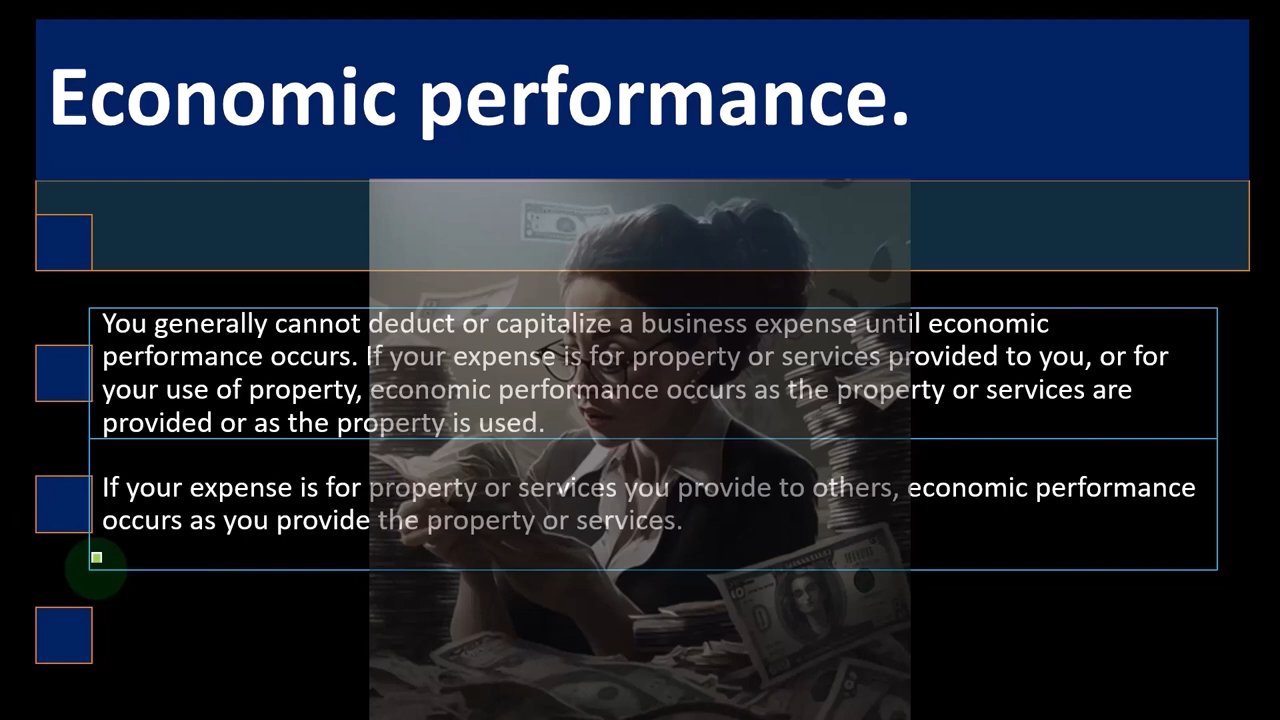 Economic performance.
You generally cannot deduct or capitalize a business expense until economic
performance occurs. If your expense is for property or services provided to you, or for
your use of property, economic performance occurs as the property or services are
provided or as the property is used.
If your expense is for property or services you provide to others, economic performance
occurs as you provide the property or services.